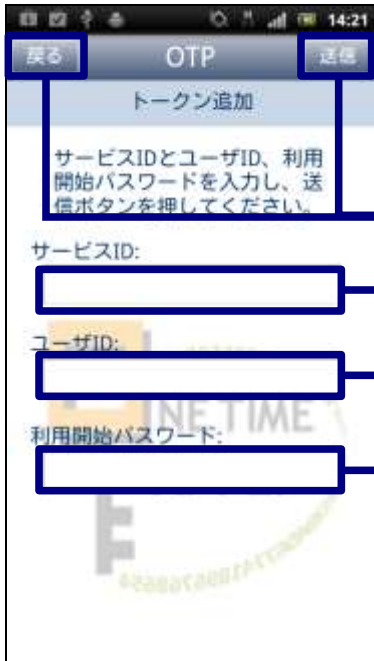 14:21
戻る
OTP
送信
トークン追加
サービスIDとユーザID、利用
開始パスワードを入力し、送
信ボタンを押してください。
サービスID:
ユーザID:
NE TIME
利用開始パスワード: